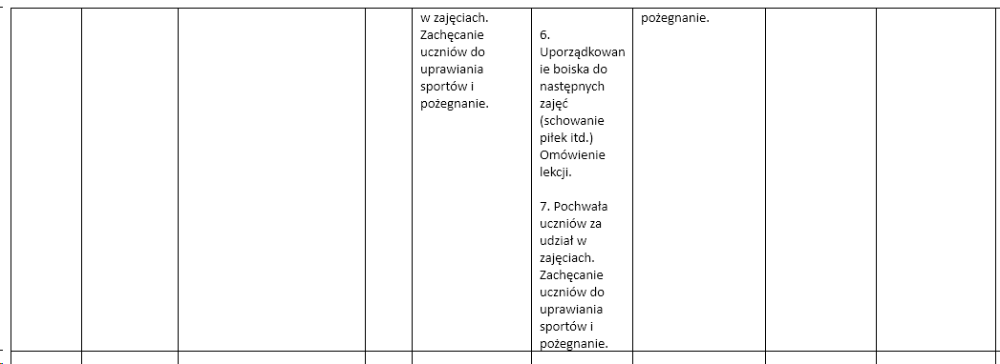 w zajęciach.
Zachęcanie
uczniów do
uprawiania
sportów i
pożegnanie.
6.
Uporządkowan
ie boiska do
następnych
zajęć
(schowanie
piłek itd.)
Omówienie
lekcji.
7. Pochwała
uczniów za
udział w
zajęciach.
Zachęcanie
uczniów do
uprawiania
sportów i
pożegnanie.
pożegnanie.